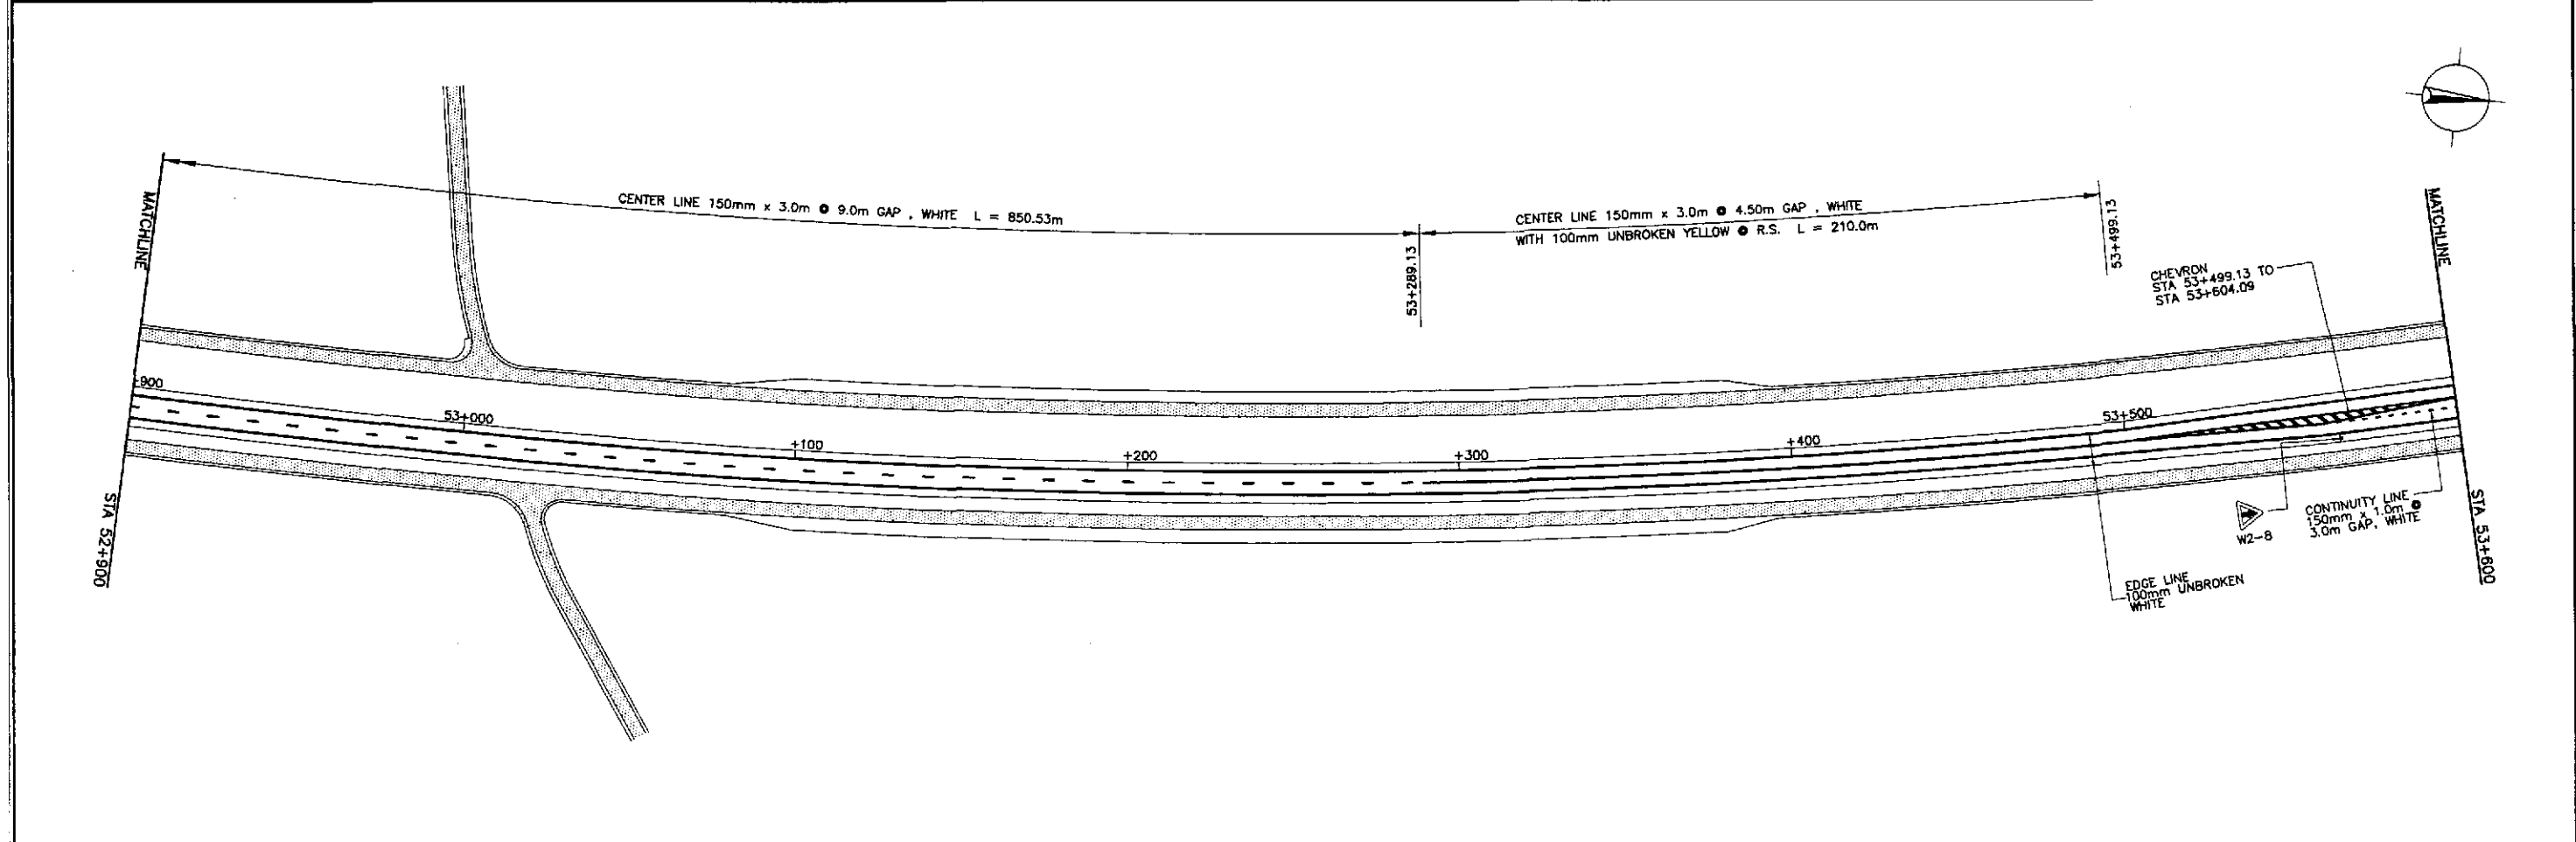 MATCHLINE
STA 52+900
CENTER LINE 150mm x 3.0m @ 9.0m GAP , WHITE L = 850.53m
53+289.13
CENTER LINE 150mm x 3.0m @ 4.50m GAP , WHITE
WITH 100mm UNBROKEN YELLOW @ R.S. L = 210.0m
53+499.13
CHEVRON
STA 53+499.13 TO
STA 53+604.09
MATCHLINE
STA 53+600
-900
53+000
+100
+200
+300
+400
53+500
W2-8
CONTINUITY LINE
150mm x 1.0m @
3.0m GAP, WHITE
EDGE LINE
100mm UNBROKEN
WHITE